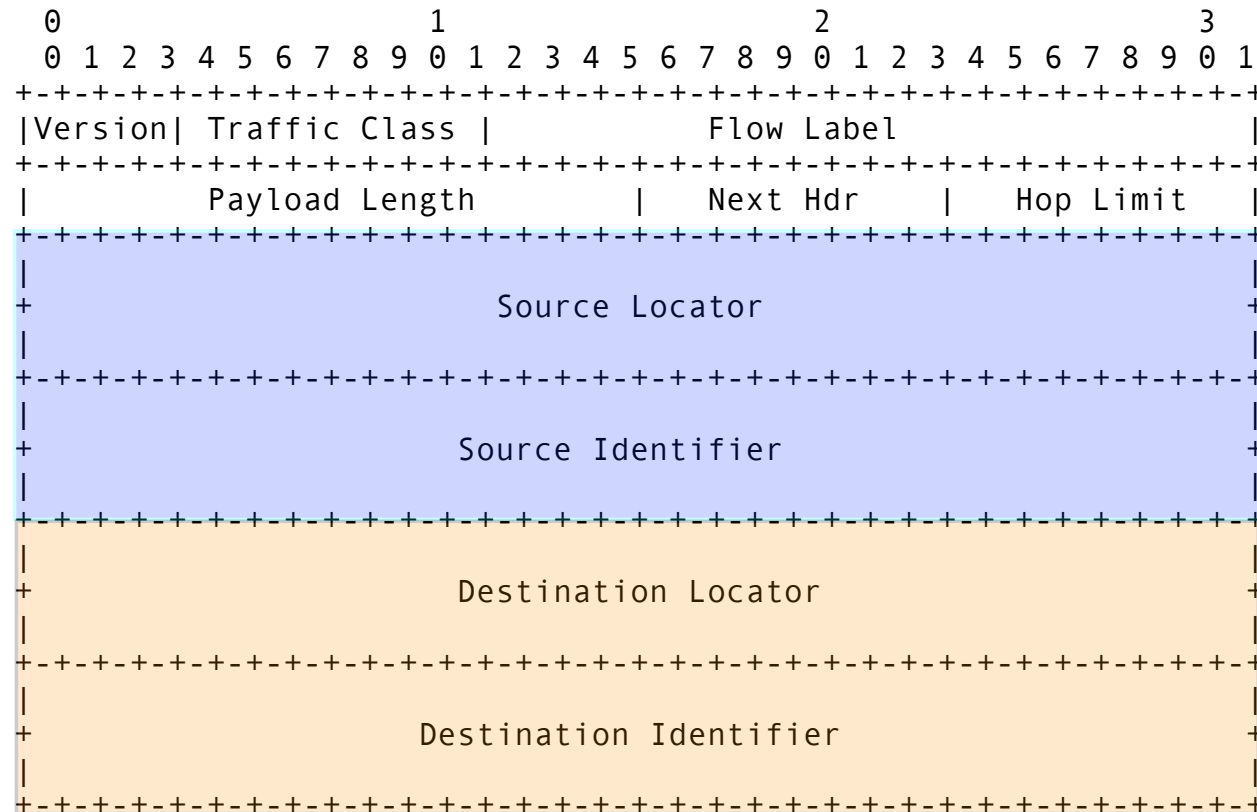 0                   1                   2                   3
 0 1 2 3 4 5 6 7 8 9 0 1 2 3 4 5 6 7 8 9 0 1 2 3 4 5 6 7 8 9 0 1
+-+-+-+-+-+-+-+-+-+-+-+-+-+-+-+-+-+-+-+-+-+-+-+-+-+-+-+-+-+-+-+-+
|Version| Traffic Class |           Flow Label                  |
+-+-+-+-+-+-+-+-+-+-+-+-+-+-+-+-+-+-+-+-+-+-+-+-+-+-+-+-+-+-+-+-+
|         Payload Length        |   Next Hdr    |   Hop Limit   |
+-+-+-+-+-+-+-+-+-+-+-+-+-+-+-+-+-+-+-+-+-+-+-+-+-+-+-+-+-+-+-+-+
|                                                               |
+                        Source Locator                         +
|                                                               |
+-+-+-+-+-+-+-+-+-+-+-+-+-+-+-+-+-+-+-+-+-+-+-+-+-+-+-+-+-+-+-+-+
|                                                               |
+                      Source Identifier                        +
|                                                               |
+-+-+-+-+-+-+-+-+-+-+-+-+-+-+-+-+-+-+-+-+-+-+-+-+-+-+-+-+-+-+-+-+
|                                                               |
+                      Destination Locator                      +
|                                                               |
+-+-+-+-+-+-+-+-+-+-+-+-+-+-+-+-+-+-+-+-+-+-+-+-+-+-+-+-+-+-+-+-+
|                                                               |
+                    Destination Identifier                     +
|                                                               |
+-+-+-+-+-+-+-+-+-+-+-+-+-+-+-+-+-+-+-+-+-+-+-+-+-+-+-+-+-+-+-+-+